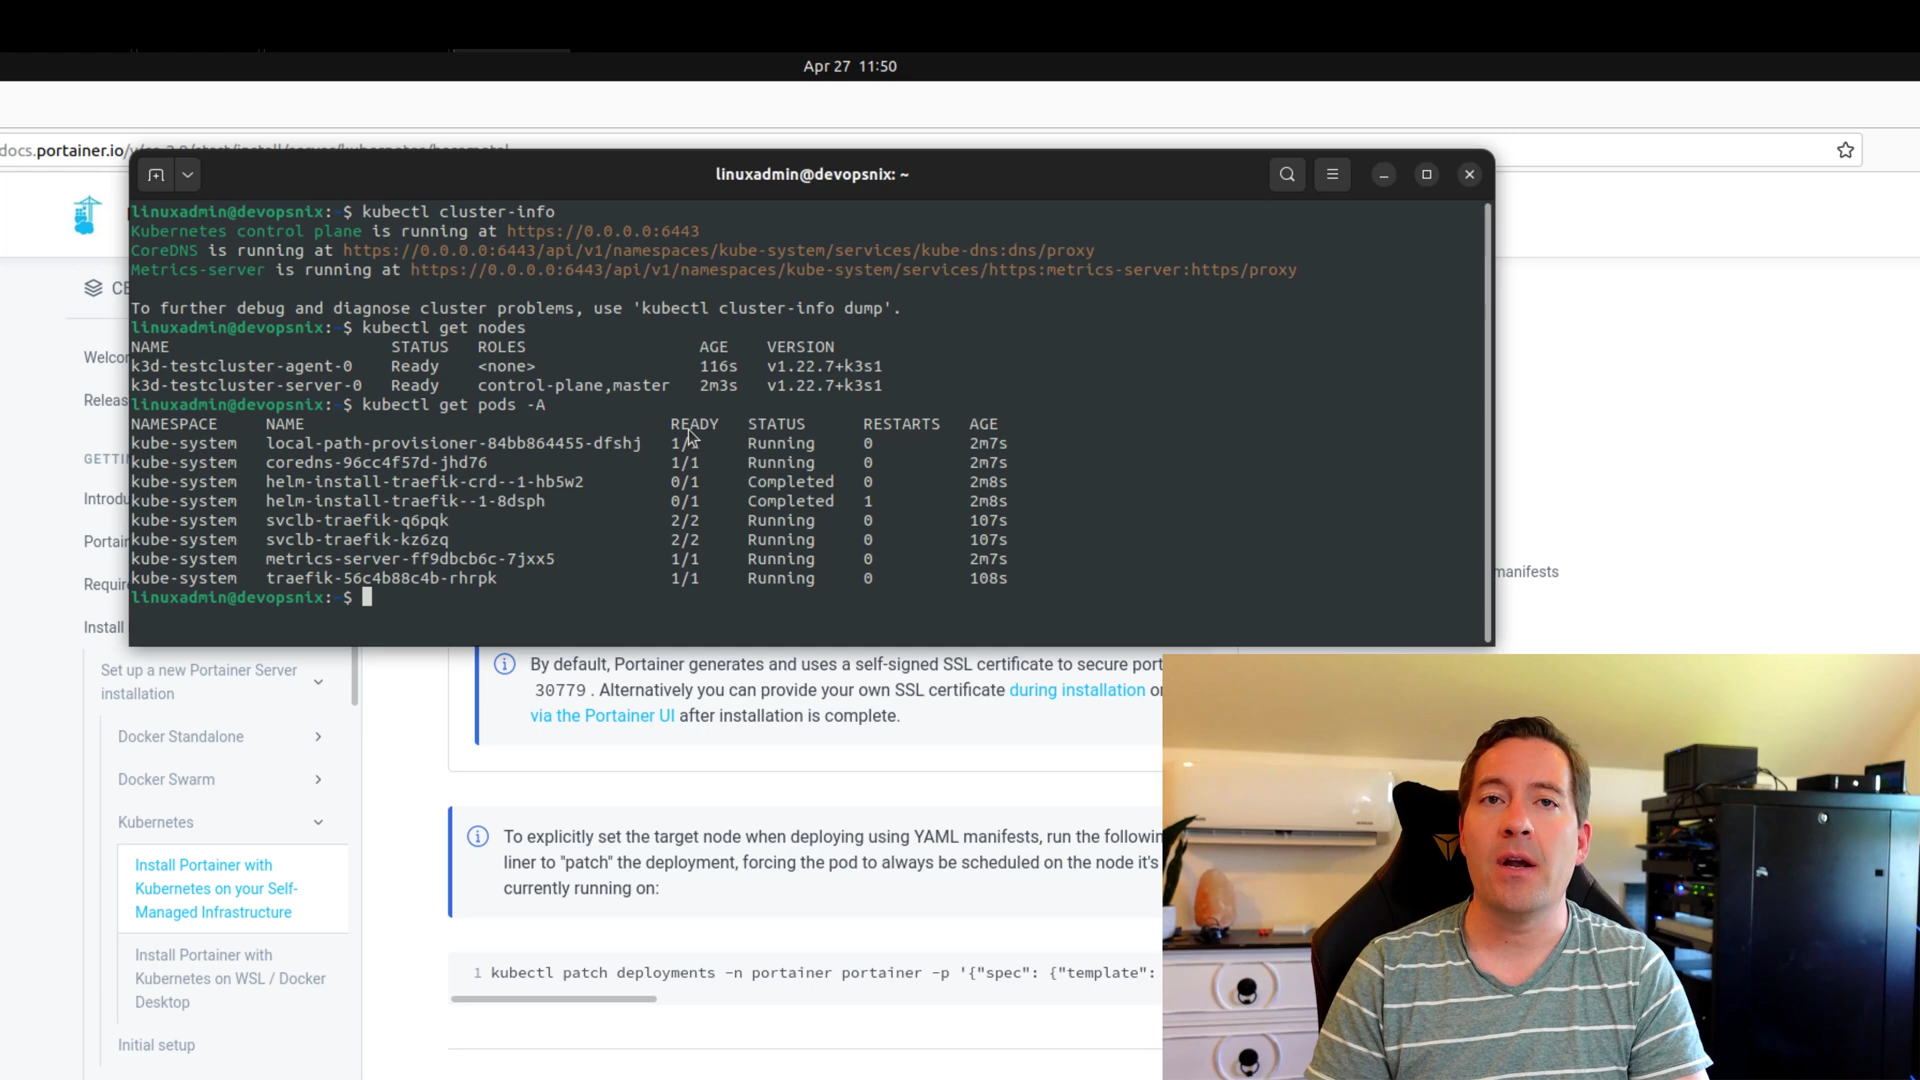 Apr 27 11:50
docs.portainer.io/
linuxadmin@devopsnix: ~
linuxadmin@devopsnix:~$ kubectl cluster-info
Kubernetes control plane is running at https://0.0.0.0:6443
CoreDNS is running at https://0.0.0.0:6443/api/v1/namespaces/kube-system/services/kube-dns:dns/proxy
Metrics-server is running at https://0.0.0.0:6443/api/v1/namespaces/kube-system/services/https:metrics-server:https/proxy
To further debug and diagnose cluster problems, use 'kubectl cluster-info dump'.
linuxadmin@devopsnix:~$ kubectl get nodes
NAME STATUS ROLES AGE VERSION
k3d-testcluster-agent-0 Ready <none> 116s v1.22.7+k3s1
k3d-testcluster-server-0 Ready control-plane,master 2m3s v1.22.7+k3s1
linuxadmin@devopsnix:~$ kubectl get pods -A
NAMESPACE NAME READY STATUS RESTARTS AGE
kube-system local-path-provisioner-84bb864455-dfshj 1/1 Running 0 2m7s
kube-system coredns-96cc4f57d-jhd76 1/1 Running 0 2m7s
kube-system helm-install-traefik-crd--1-hb5w2 0/1 Completed 0 2m8s
kube-system helm-install-traefik--1-8dsph 0/1 Completed 1 2m8s
kube-system svclb-traefik-q6pqk 2/2 Running 0 107s
kube-system svclb-traefik-kz6zq 2/2 Running 0 107s
kube-system metrics-server-ff9dbcb6c-7jxx5 1/1 Running 0 2m7s
kube-system traefik-56c4b88c4b-rhrpk 1/1 Running 0 108s
linuxadmin@devopsnix:~$
CE
Welco
Releas
GETTI
Introdu
Portai
Requir
Install
Set up a new Portainer Server
installation
Docker Standalone
Docker Swarm
Kubernetes
Install Portainer with
Kubernetes on your Self-
Managed Infrastructure
Install Portainer with
Kubernetes on WSL / Docker
Desktop
Initial setup
manifests
By default, Portainer generates and uses a self-signed SSL certificate to secure port
30779. Alternatively you can provide your own SSL certificate during installation or
via the Portainer UI after installation is complete.
To explicitly set the target node when deploying using YAML manifests, run the followin
liner to "patch" the deployment, forcing the pod to always be scheduled on the node it's
currently running on:
1 kubectl patch deployments -n portainer portainer -p '{"spec": {"template":